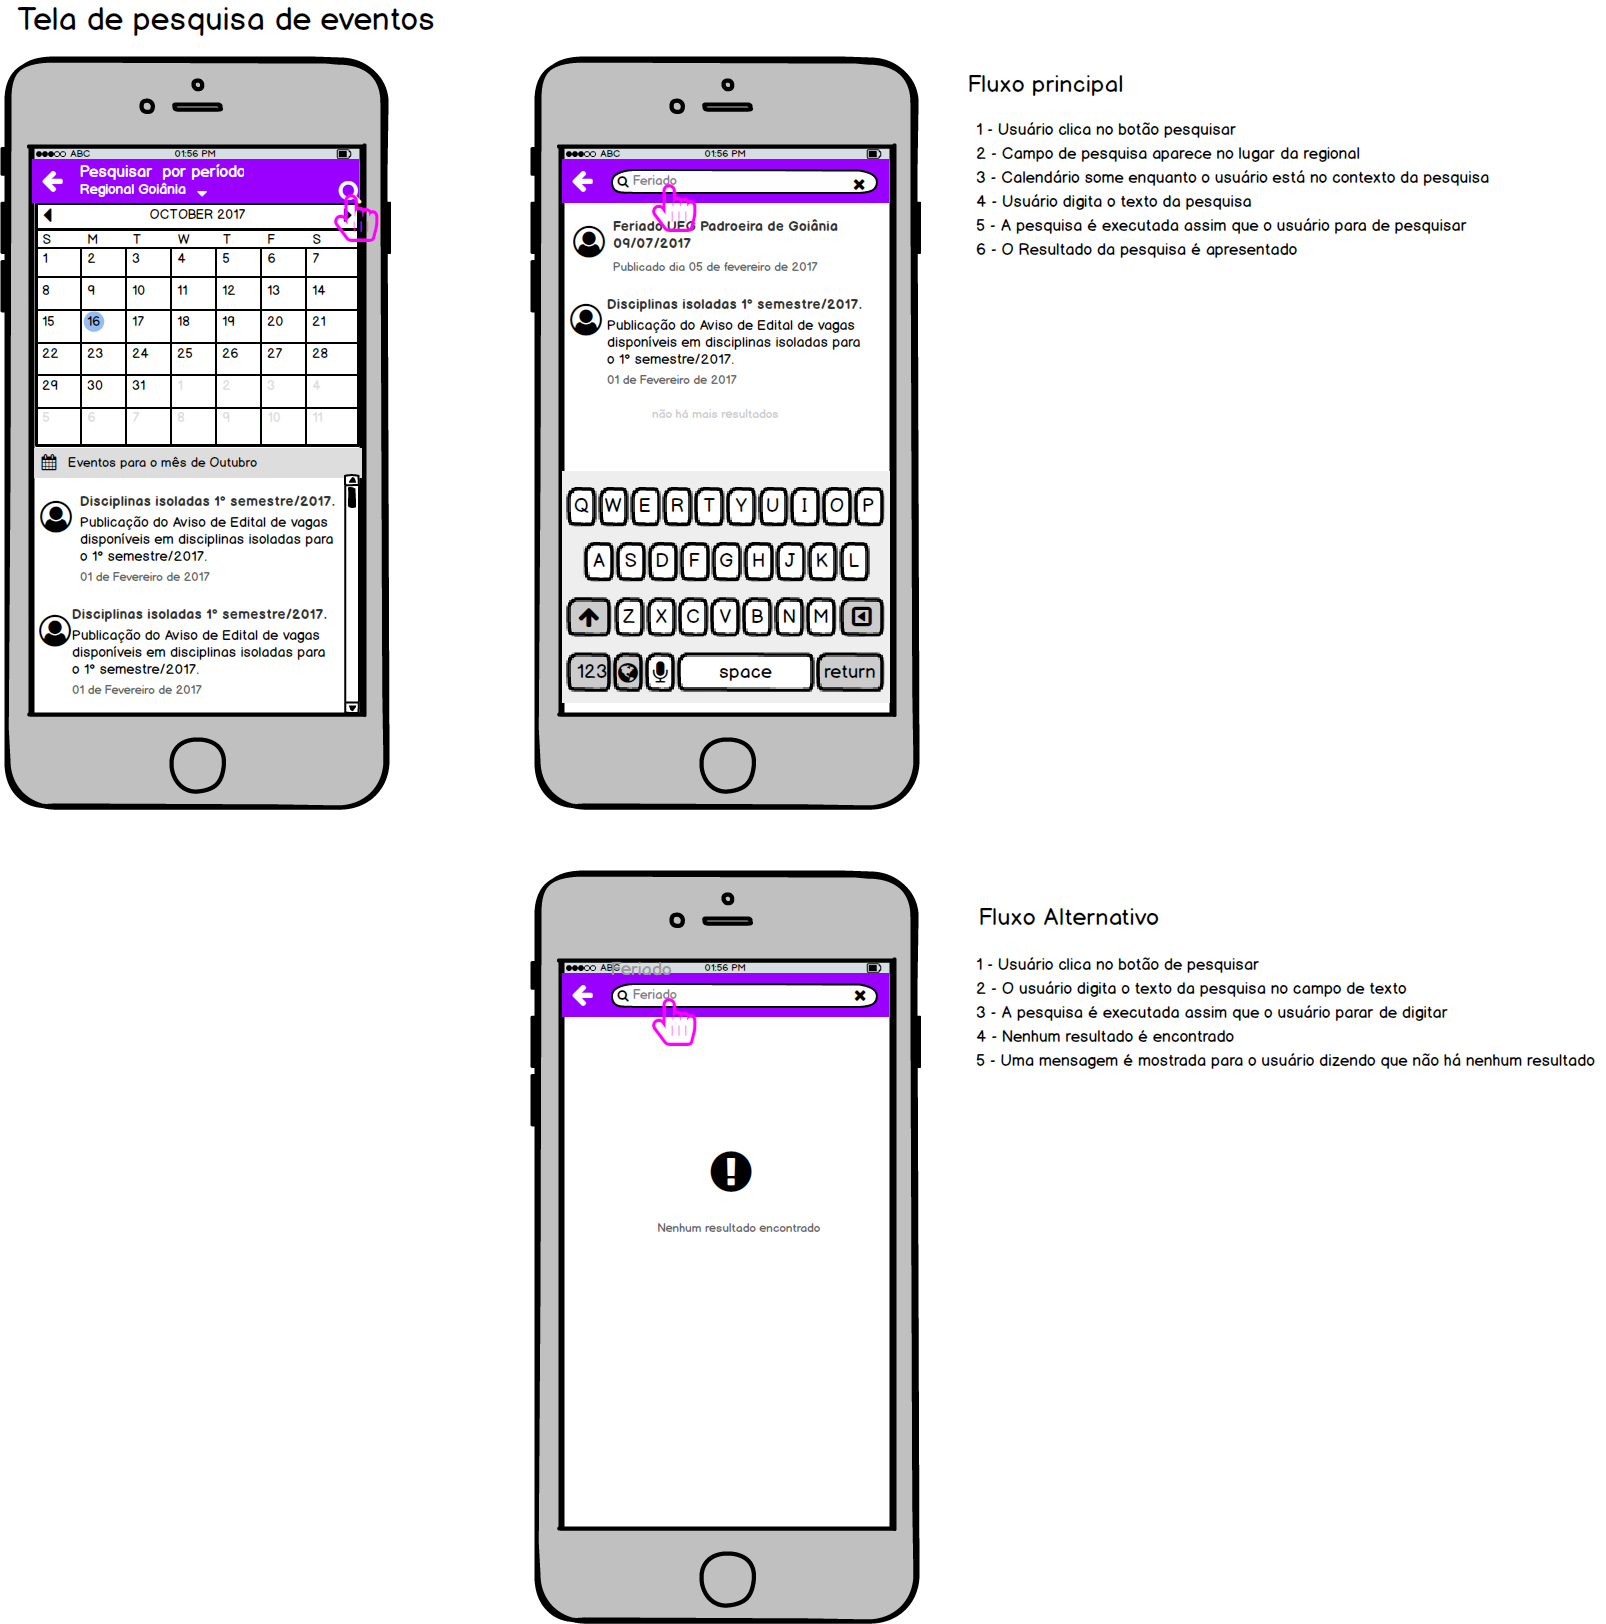 Tela de pesquisa de eventos
ABC 01:56 PM
Pesquisar por período
Regional Goiânia
OCTOBER 2017
S M T W T F S
1 2 3 4 5 6 7
8 9 10 11 12 13 14
15 16 17 18 19 20 21
22 23 24 25 26 27 28
29 30 31 1 2 3 4
5 6 7 8 9 10 11
Eventos para o mês de Outubro
Disciplinas isoladas 1º semestre/2017.
Publicação do Aviso de Edital de vagas
disponíveis em disciplinas isoladas para
o 1º semestre/2017.
01 de Fevereiro de 2017
Disciplinas isoladas 1º semestre/2017.
Publicação do Aviso de Edital de vagas
disponíveis em disciplinas isoladas para
o 1º semestre/2017.
01 de Fevereiro de 2017
ABC 01:56 PM
Feriado
Feriado UFG Padroeira de Goiânia
09/07/2017
Publicado dia 05 de fevereiro de 2017
Disciplinas isoladas 1º semestre/2017.
Publicação do Aviso de Edital de vagas
disponíveis em disciplinas isoladas para
o 1º semestre/2017.
01 de Fevereiro de 2017
não há mais resultados
Q W E R T Y U I O P
A S D F G H J K L
Z X C V B N M
123 space return
Fluxo principal
1 - Usuário clica no botão pesquisar
2 - Campo de pesquisa aparece no lugar da regional
3 - Calendário some enquanto o usuário está no contexto da pesquisa
4 - Usuário digita o texto da pesquisa
5 - A pesquisa é executada assim que o usuário para de pesquisar
6 - O Resultado da pesquisa é apresentado
ABC Feriado 01:56 PM
Feriado
Nenhum resultado encontrado
Fluxo Alternativo
1 - Usuário clica no botão de pesquisar
2 - O usuário digita o texto da pesquisa no campo de texto
3 - A pesquisa é executada assim que o usuário parar de digitar
4 - Nenhum resultado é encontrado
5 - Uma mensagem é mostrada para o usuário dizendo que não há nenhum resultado